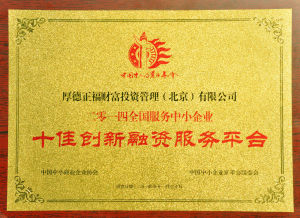 厚德正福财富投资管理（北京）有限公司
二零一四全国服务中小企业
十佳创新融资服务平台
中国中小商业企业协会